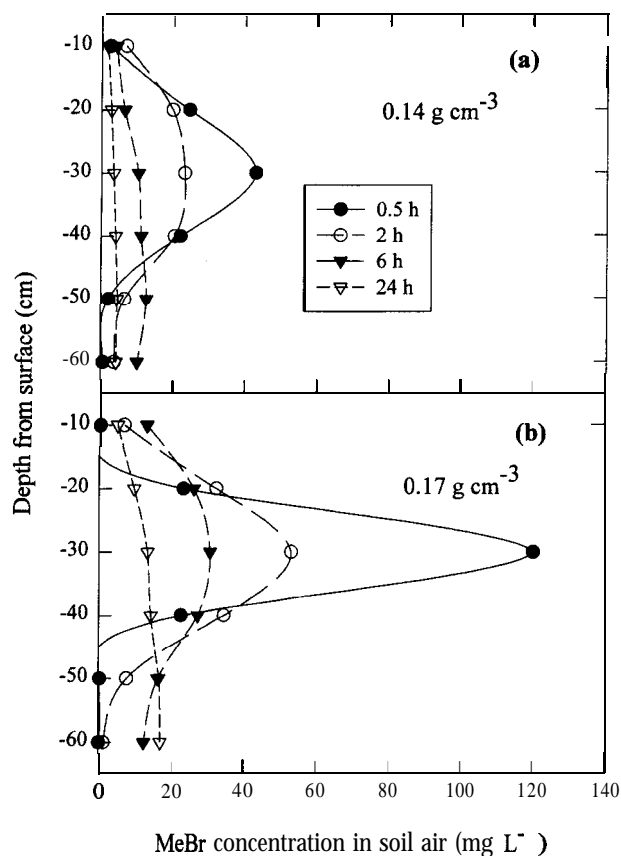 -10
-20
-30
-40
-50
-60
(a)
0.14 g cm-3
0.5 h
2 h
6 h
24 h
Depth from surface (cm)
-10
-20
-30
-40
-50
-60
(b)
0.17 g cm-3
0 20 40 60 80 100 120 140
MeBr concentration in soil air (mg L-)